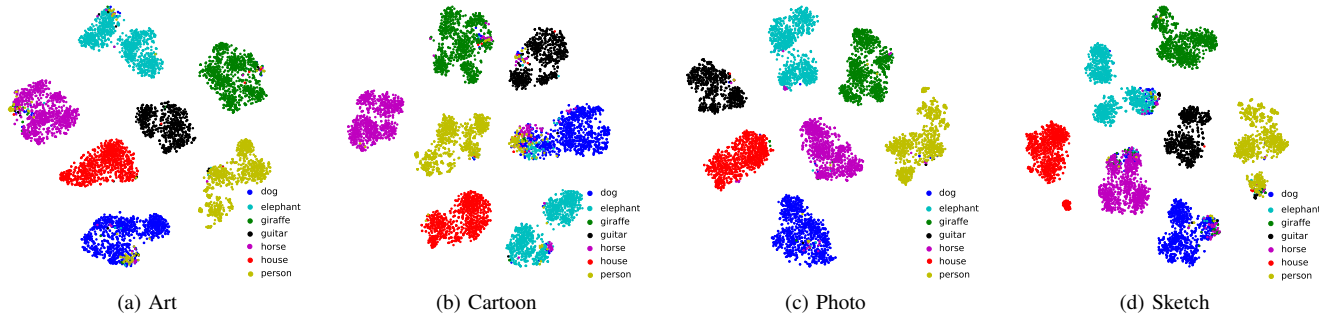 dog
elephant
giraffe
guitar
horse
house
person
(a) Art
dog
elephant
giraffe
guitar
horse
house
person
(b) Cartoon
dog
elephant
giraffe
guitar
horse
house
person
(c) Photo
dog
elephant
giraffe
guitar
horse
house
person
(d) Sketch